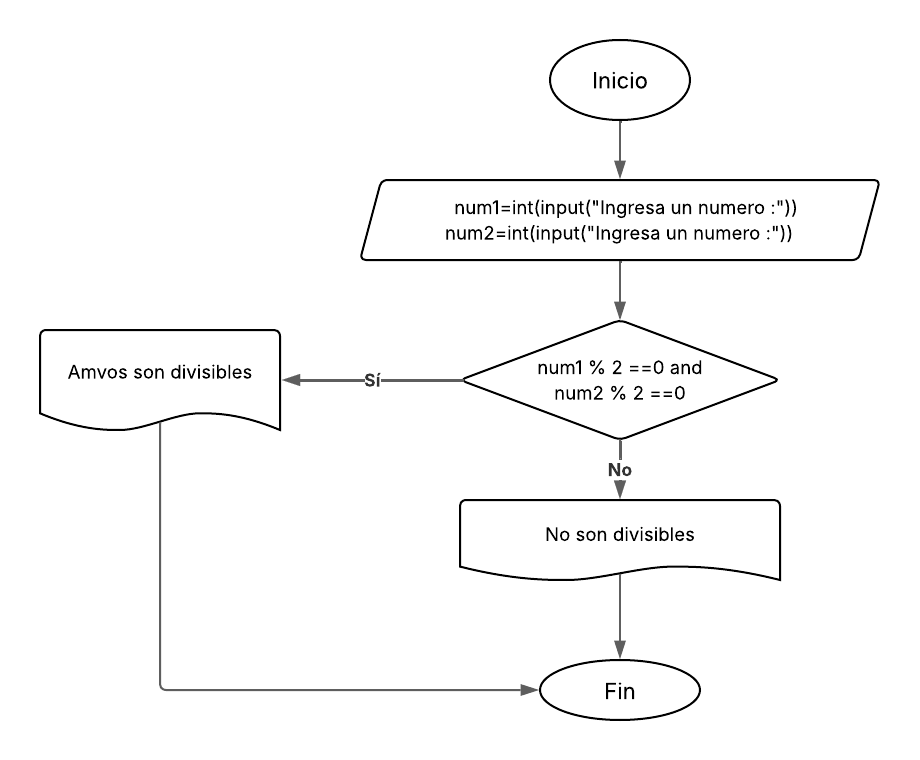 Inicio
num1=int(input("Ingresa un numero :"))
num2=int(input("Ingresa un numero :"))
num1 % 2 ==0 and
num2 % 2 ==0
Sí
Amvos son divisibles
No
No son divisibles
Fin